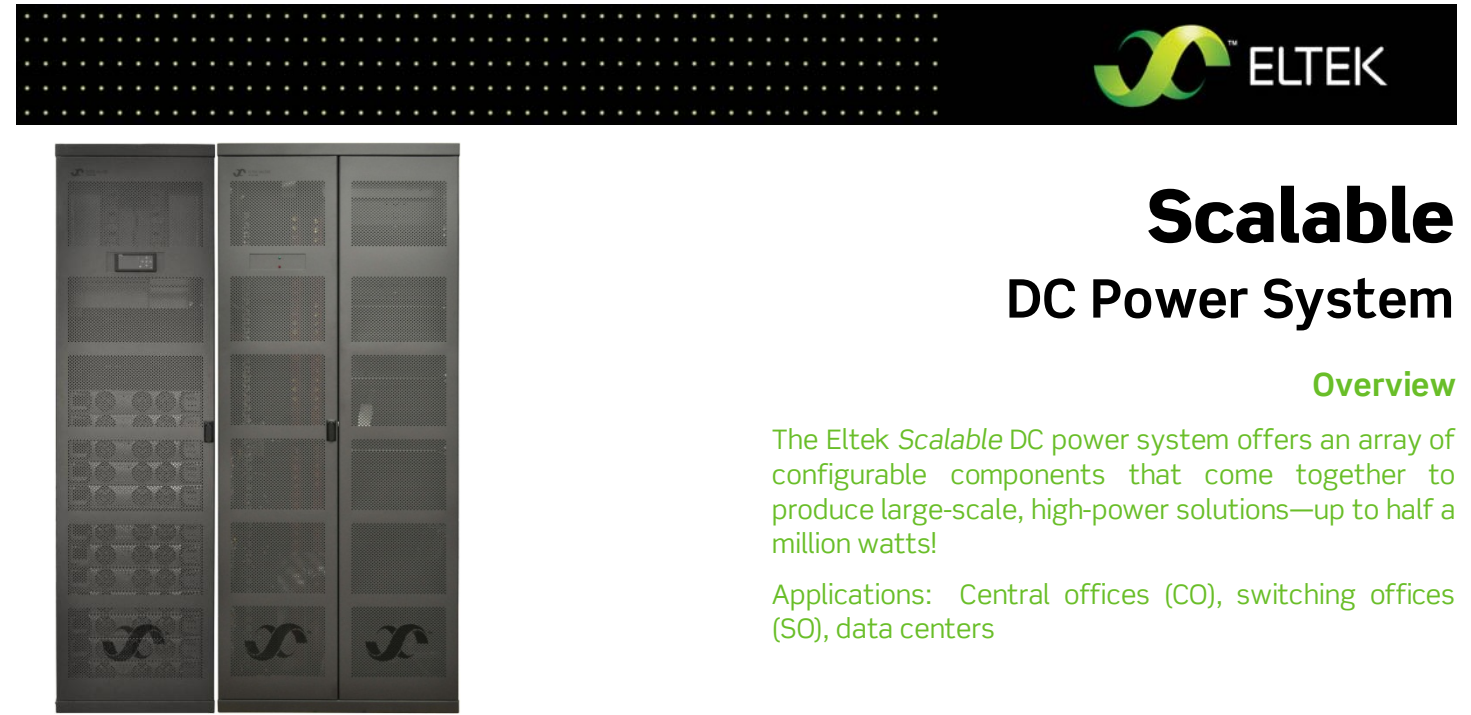 ™ ELTEK
Scalable
DC Power System
Overview
The Eltek Scalable DC power system offers an array of
configurable components that come together to
produce large-scale, high-power solutions—up to half a
million watts!
Applications: Central offices (CO), switching offices
(SO), data centers